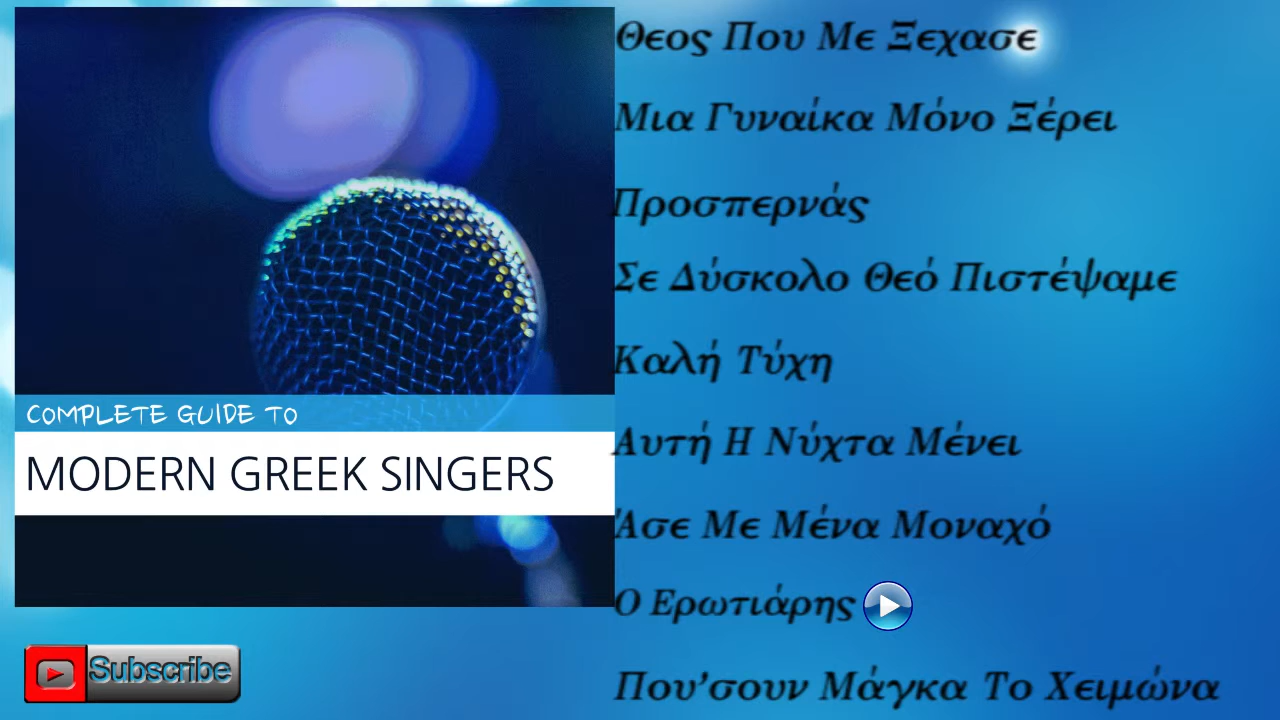 COMPLETE GUIDE TO
MODERN GREEK SINGERS
Subscribe
Θεος Που Με Ξεχασε
Μια Γυναίκα Μόνο Ξέρει
Προσπερνάς
Σε Δύσκολο Θεό Πιστέψαμε
Καλή Τύχη
Αυτή Η Νύχτα Μένει
Άσε Με Μένα Μοναχό
Ο Ερωτιάρης
Που'σουν Μάγκα Το Χειμώνα